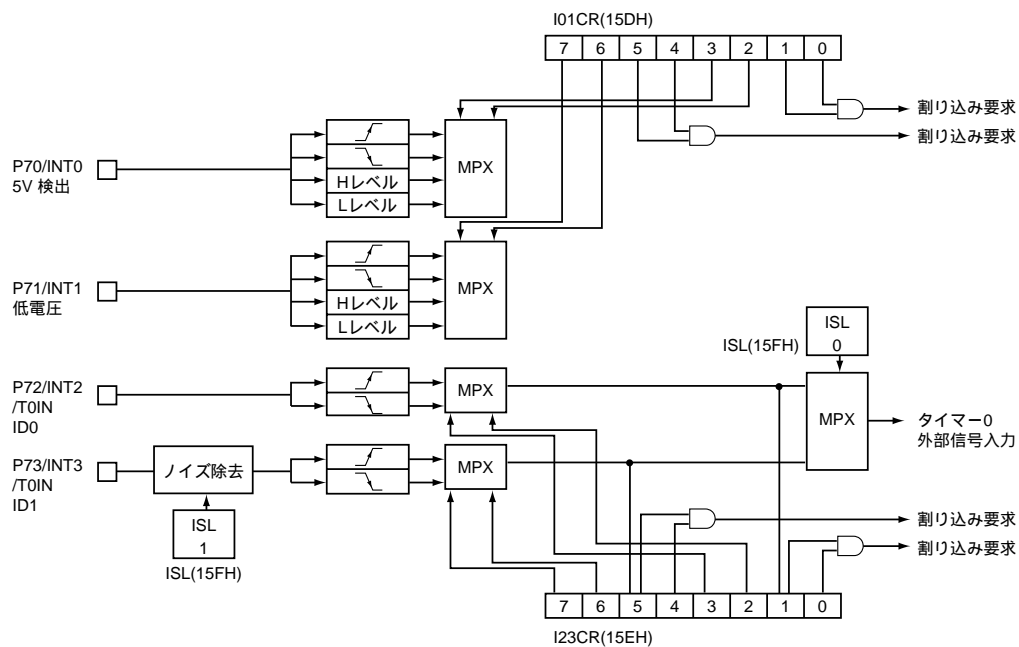 I01CR(15DH)
7 6 5 4 3 2 1 0
割り込み要求
割り込み要求
P70/INT0
5V 検出
Hレベル
Lレベル
MPX
P71/INT1
低電圧
Hレベル
Lレベル
MPX
ISL
0
ISL(15FH)
P72/INT2
/T0IN
ID0
MPX
MPX
タイマー0
外部信号入力
P73/INT3
/T0IN
ID1
ノイズ除去
MPX
ISL
1
ISL(15FH)
割り込み要求
割り込み要求
7 6 5 4 3 2 1 0
I23CR(15EH)